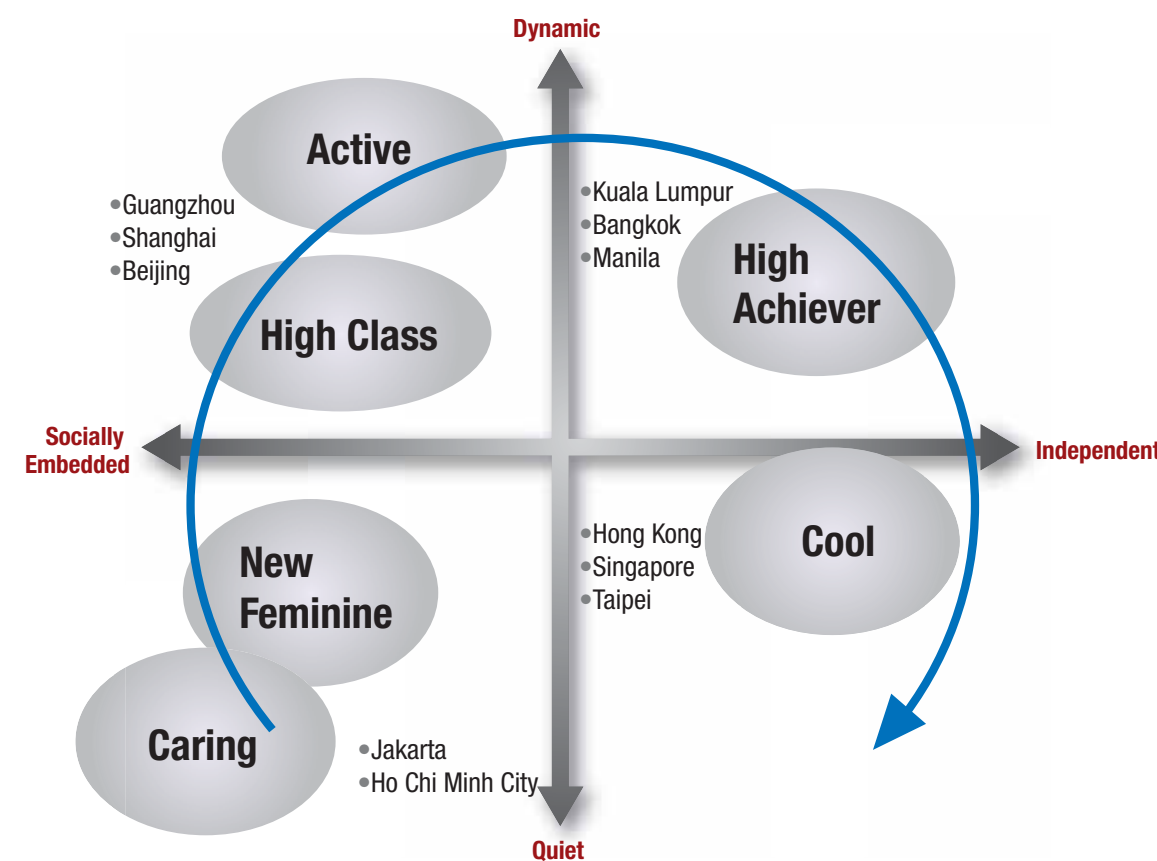 Dynamic
Active
•Guangzhou
•Shanghai
•Beijing
•Kuala Lumpur
•Bangkok
•Manila
High
Achiever
High Class
Socially
Embedded
Independent
New
Feminine
•Hong Kong
•Singapore
•Taipei
Cool
Caring
•Jakarta
•Ho Chi Minh City
Quiet